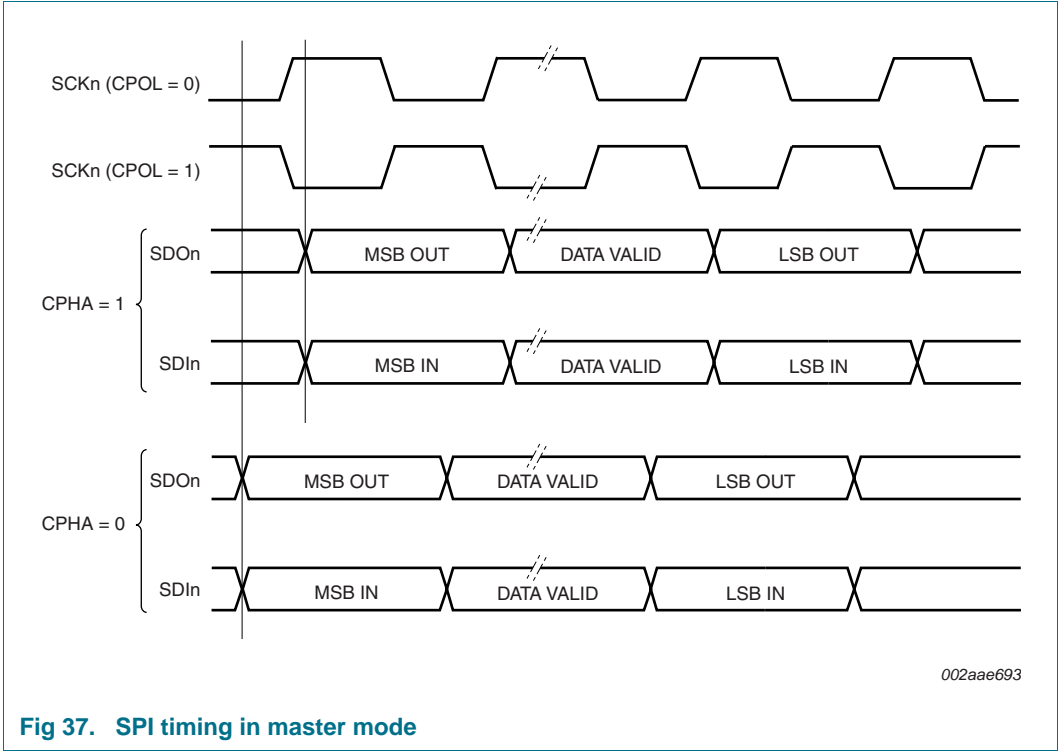 SCKn (CPOL = 0)
SCKn (CPOL = 1)
CPHA = 1
SDOn
MSB OUT
DATA VALID
LSB OUT
SDIn
MSB IN
DATA VALID
LSB IN
CPHA = 0
SDOn
MSB OUT
DATA VALID
LSB OUT
SDIn
MSB IN
DATA VALID
LSB IN
002aae693
Fig 37. SPI timing in master mode